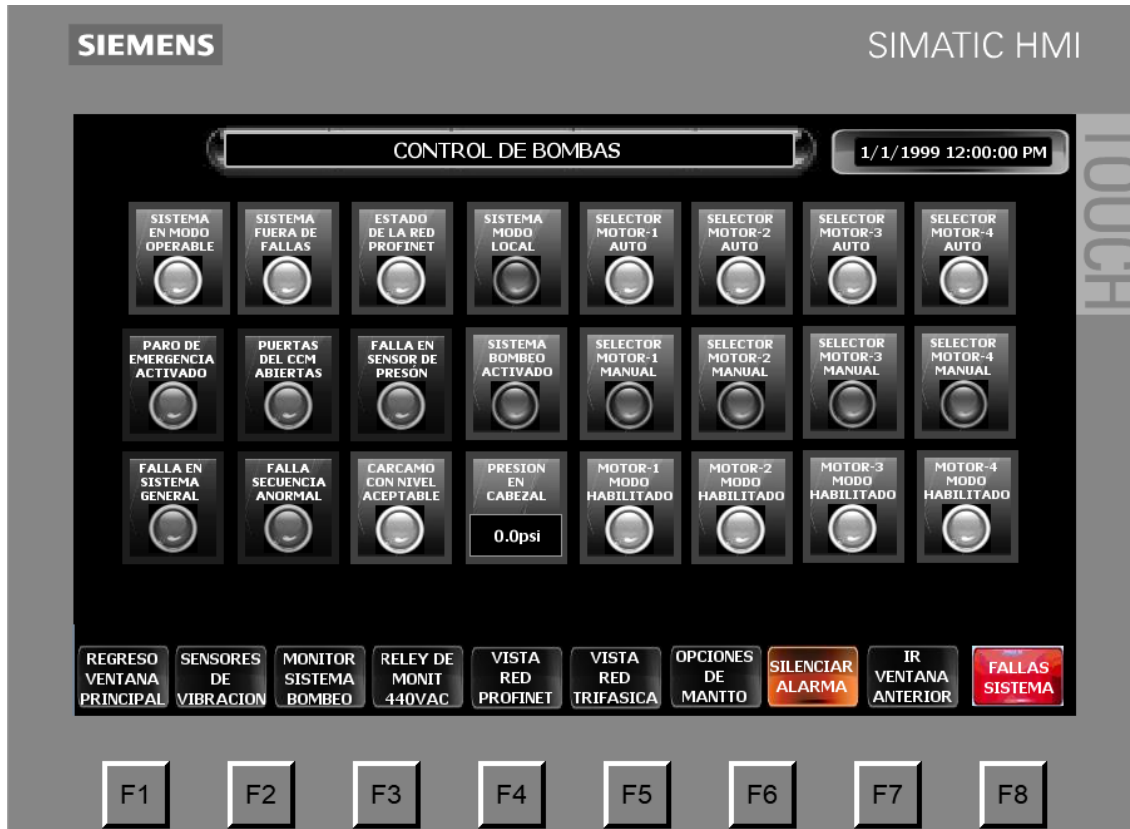 SIEMENS
SIMATIC HMI
TOUCH
CONTROL DE BOMBAS
1/1/1999 12:00:00 PM
SISTEMA
EN MODO
OPERABLE
SISTEMA
FUERA DE
FALLAS
ESTADO
DE LA RED
PROFINET
SISTEMA
MODO
LOCAL
SELECTOR
MOTOR-1
AUTO
SELECTOR
MOTOR-2
AUTO
SELECTOR
MOTOR-3
AUTO
SELECTOR
MOTOR-4
AUTO
PARO DE
EMERGENCIA
ACTIVADO
PUERTAS
DEL CCM
ABIERTAS
FALLA EN
SENSOR DE
PRESÓN
SISTEMA
BOMBEO
ACTIVADO
SELECTOR
MOTOR-1
MANUAL
SELECTOR
MOTOR-2
MANUAL
SELECTOR
MOTOR-3
MANUAL
SELECTOR
MOTOR-4
MANUAL
FALLA EN
SISTEMA
GENERAL
FALLA
SECUENCIA
ANORMAL
CARCAMO
CON NIVEL
ACEPTABLE
PRESION
EN
CABEZAL
0.0psi
MOTOR-1
MODO
HABILITADO
MOTOR-2
MODO
HABILITADO
MOTOR-3
MODO
HABILITADO
MOTOR-4
MODO
HABILITADO
REGRESO
VENTANA
PRINCIPAL
SENSORES
DE
VIBRACION
MONITOR
SISTEMA
BOMBEO
RELEY DE
MONIT
440VAC
VISTA
RED
PROFINET
VISTA
RED
TRIFASICA
OPCIONES
DE
MANTTO
SILENCIAR
ALARMA
IR
VENTANA
ANTERIOR
FALLAS
SISTEMA
F1
F2
F3
F4
F5
F6
F7
F8